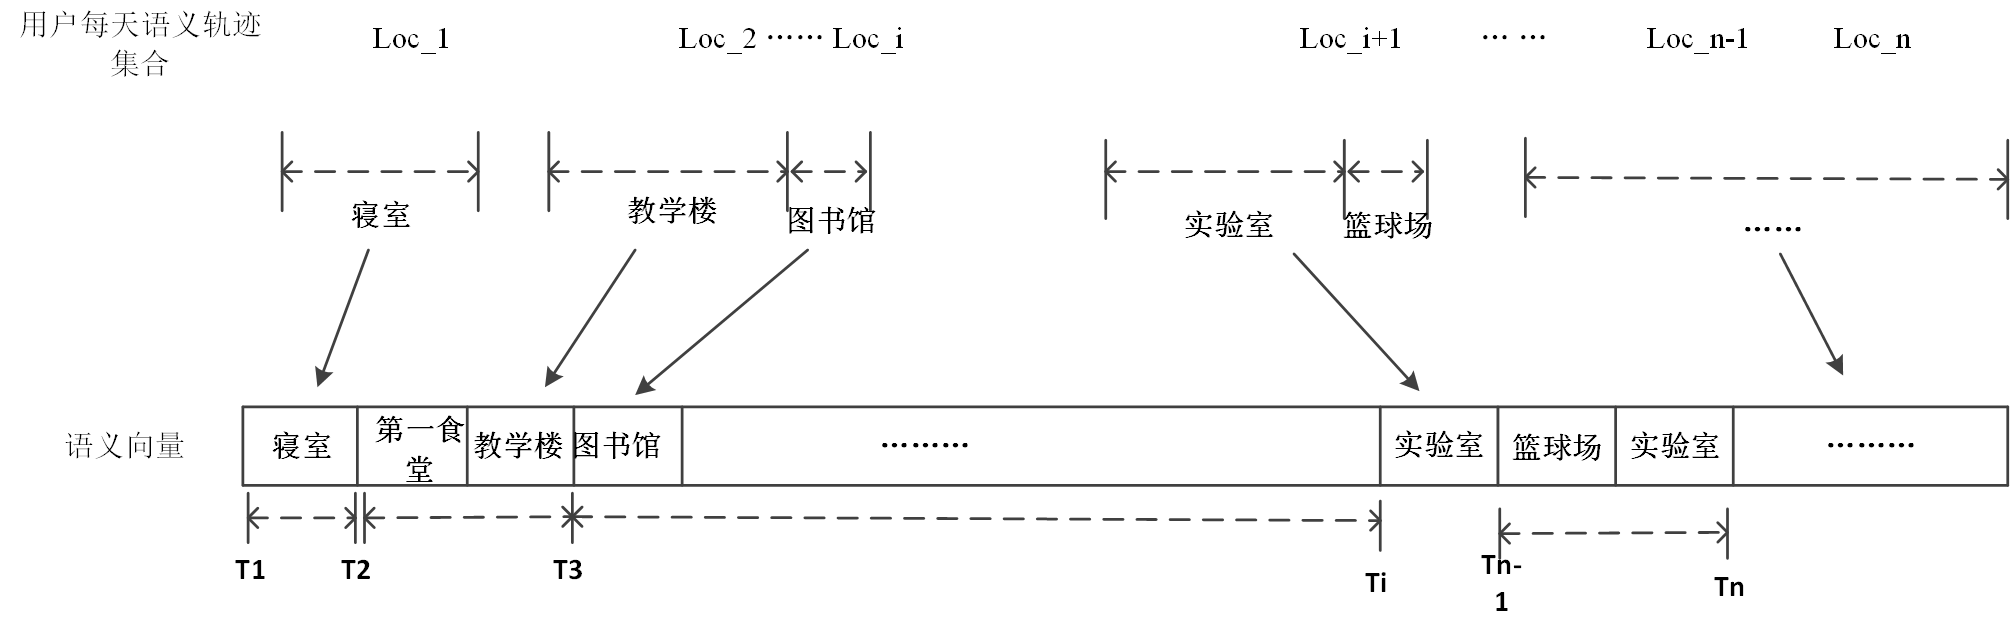 用户每天语义轨迹
集合
Loc_1 Loc_2 …… Loc_i Loc_i+1 … … Loc_n-1 Loc_n
寝室 教学楼 图书馆 实验室 篮球场 ……
语义向量
寝室 第一食
堂 教学楼 图书馆 ……… 实验室 篮球场 实验室 ………
T1 T2 T3 Ti Tn-
1 Tn